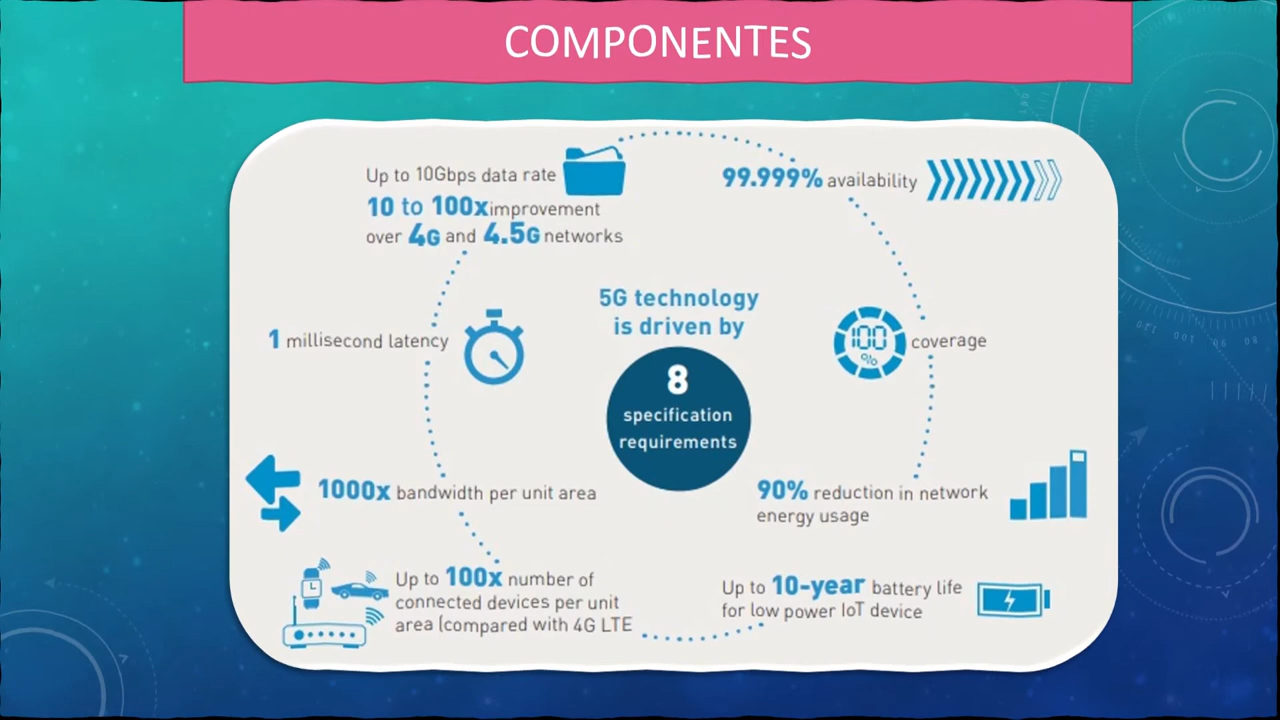 COMPONENTES
Up to 10Gbps data rate
10 to 100x improvement
over 4G and 4.5G networks
99.999% availability
5G technology
is driven by
8
specification
requirements
1 millisecond latency
100
%
coverage
1000x bandwidth per unit area
90% reduction in network
energy usage
Up to 100x number of
connected devices per unit
area (compared with 4G LTE
Up to 10-year battery life
for low power IoT device